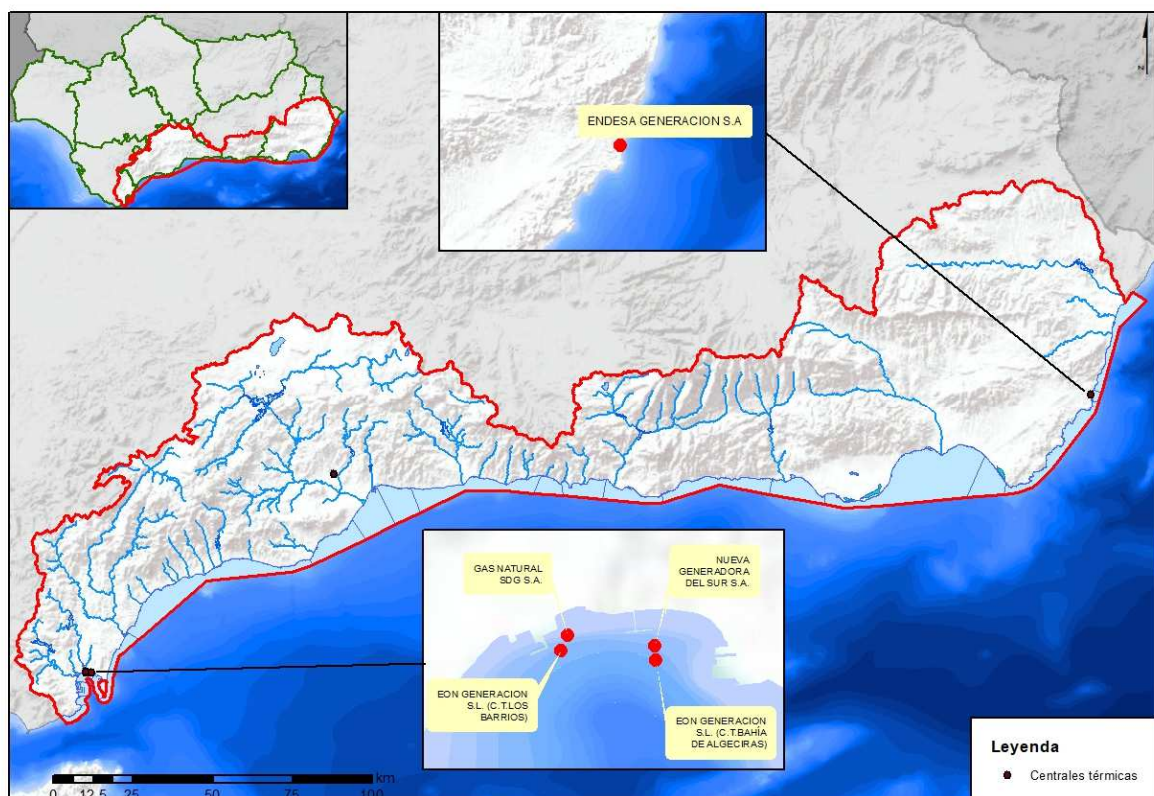 ENDESA GENERACION S.A
N
GAS NATURAL
SDG S.A.
NUEVA
GENERADORA
DEL SUR S.A.
EON GENERACION
S.L. (C.T.LOS
BARRIOS)
EON GENERACION
S.L. (C.T.BAHÍA
DE ALGECIRAS)
Leyenda
Centrales térmicas
km
0 12,5 25 50 75 100